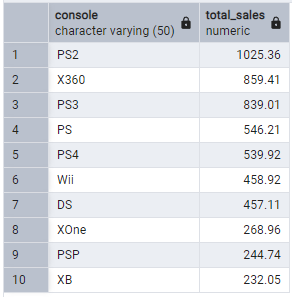 console total_sales
character varying (50) numeric
1 PS2 1025.36
2 X360 859.41
3 PS3 839.01
4 PS 546.21
5 PS4 539.92
6 Wii 458.92
7 DS 457.11
8 XOne 268.96
9 PSP 244.74
10 XB 232.05